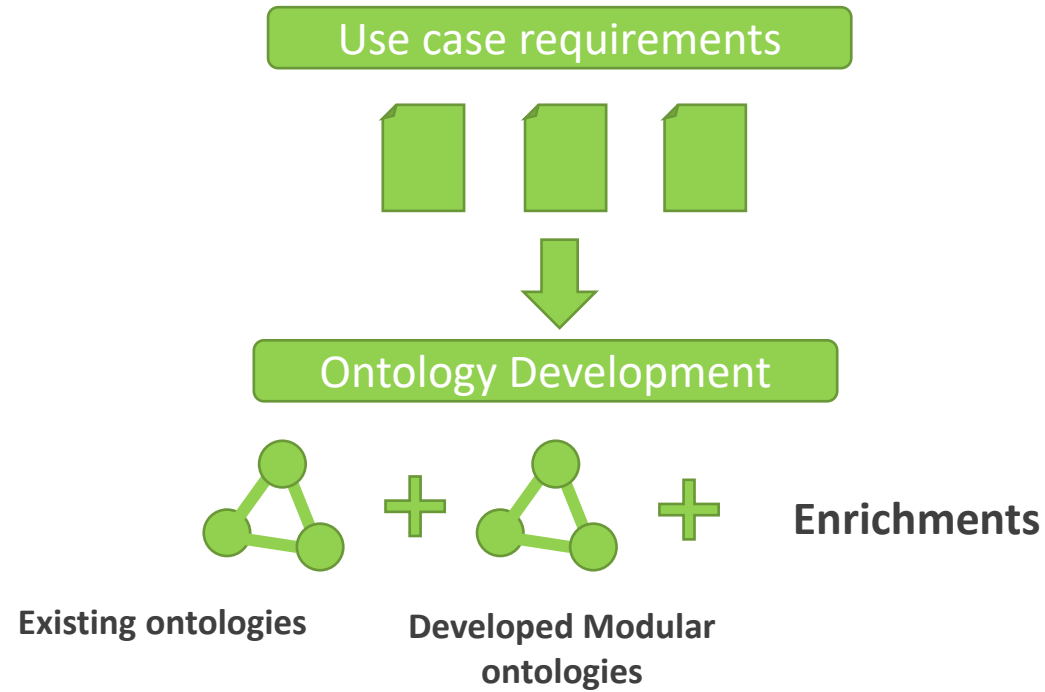 Use case requirements
Ontology Development
Enrichments
Existing ontologies
Developed Modular
ontologies